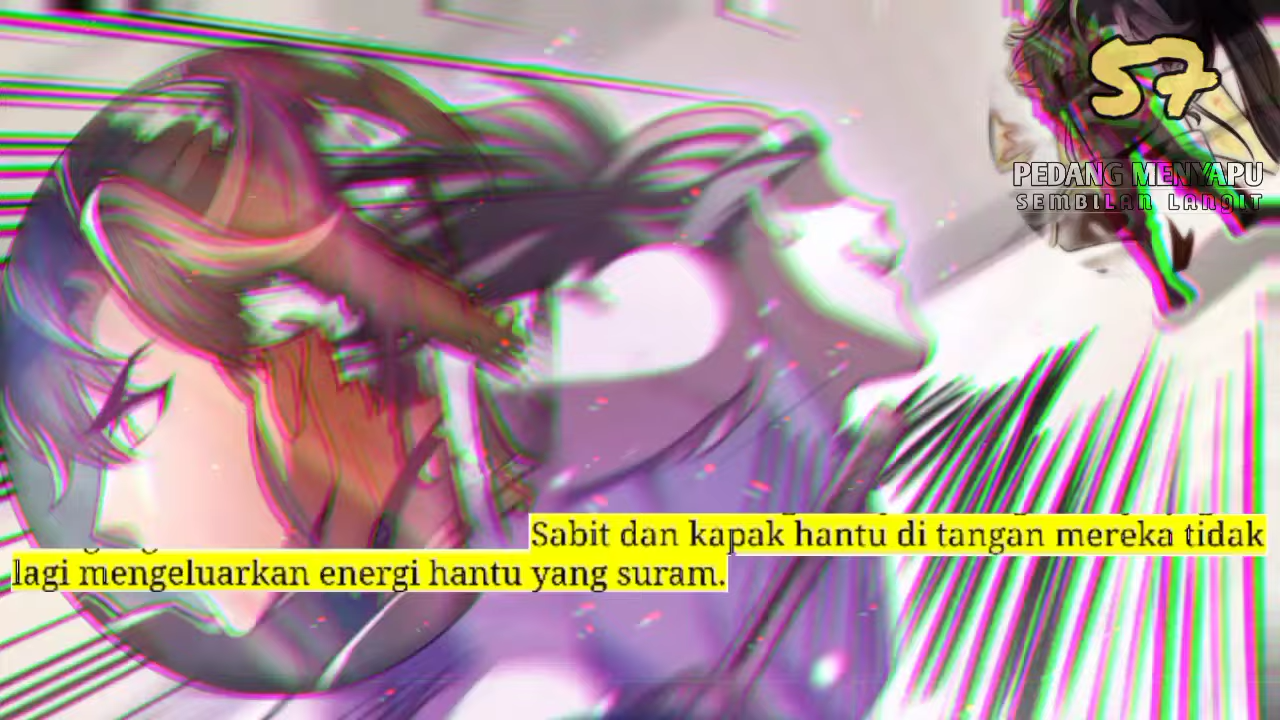 57
PEDANG MENYAPU
SEMBILAN LANGIT
Sabit dan kapak hantu di tangan mereka tidak
lagi mengeluarkan energi hantu yang suram.